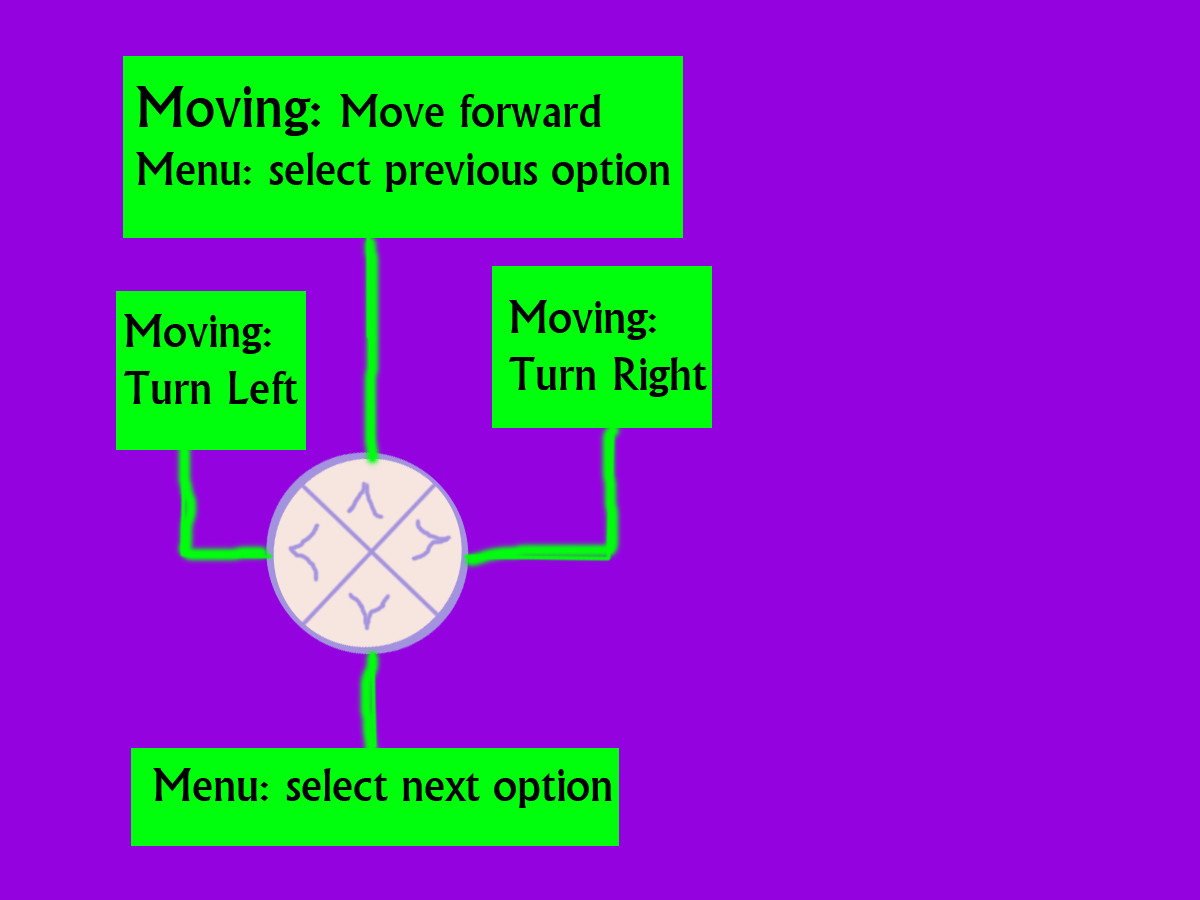 Moving: Move forward
Menu: select previous option
Moving:
Turn Left
Moving:
Turn Right
Menu: select next option